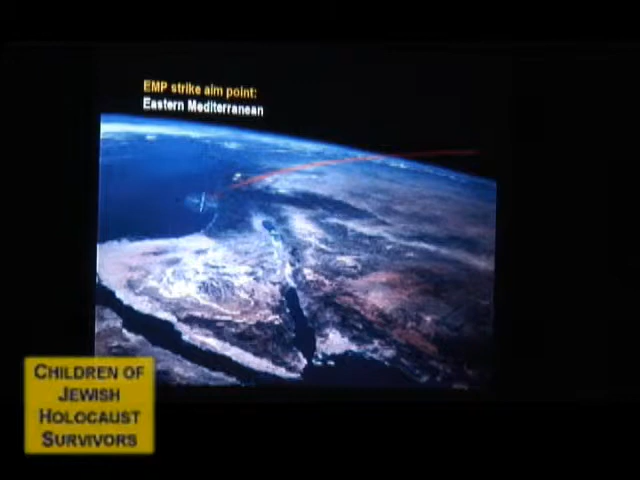 EMP strike aim point:
Eastern Mediterranean
CHILDREN OF
JEWISH
HOLOCAUST
SURVIVORS